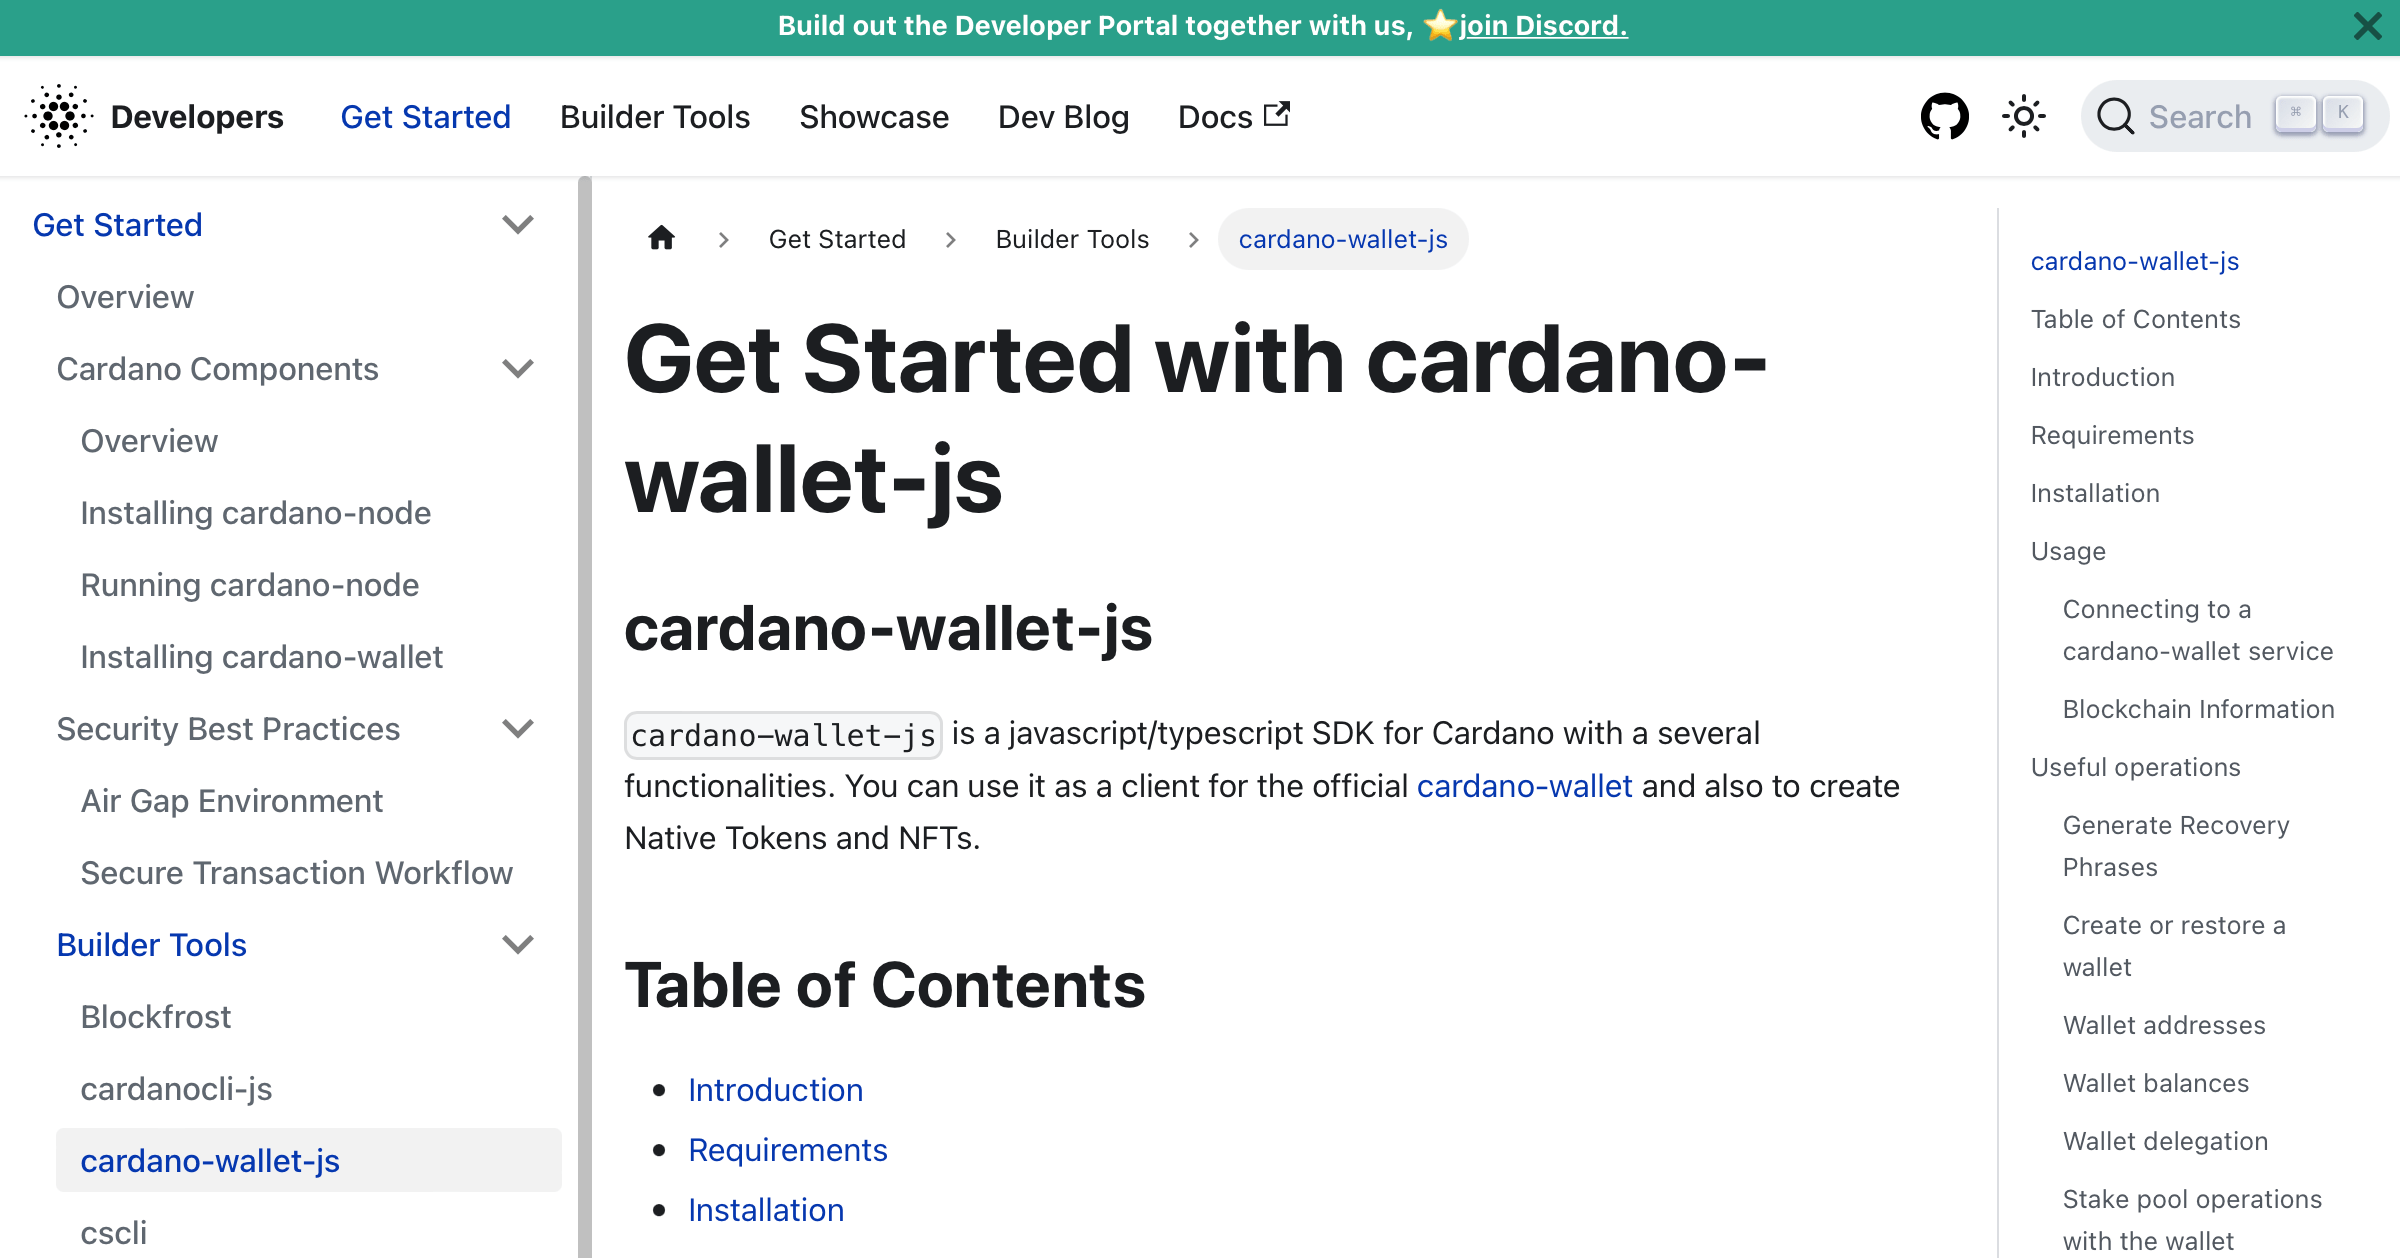 Build out the Developer Portal together with us, ⭐join Discord.
Developers Get Started Builder Tools Showcase Dev Blog Docs Search ⌘ K
Get Started
Overview
Cardano Components
Overview
Installing cardano-node
Running cardano-node
Installing cardano-wallet
Security Best Practices
Air Gap Environment
Secure Transaction Workflow
Builder Tools
Blockfrost
cardanocli-js
cardano-wallet-js
cscli
Get Started Builder Tools cardano-wallet-js
Get Started with cardano-
wallet-js
cardano-wallet-js
cardano-wallet-js is a javascript/typescript SDK for Cardano with a several
functionalities. You can use it as a client for the official cardano-wallet and also to create
Native Tokens and NFTs.
Table of Contents
Introduction
Requirements
Installation
cardano-wallet-js
Table of Contents
Introduction
Requirements
Installation
Usage
Connecting to a
cardano-wallet service
Blockchain Information
Useful operations
Generate Recovery
Phrases
Create or restore a
wallet
Wallet addresses
Wallet balances
Wallet delegation
Stake pool operations
with the wallet